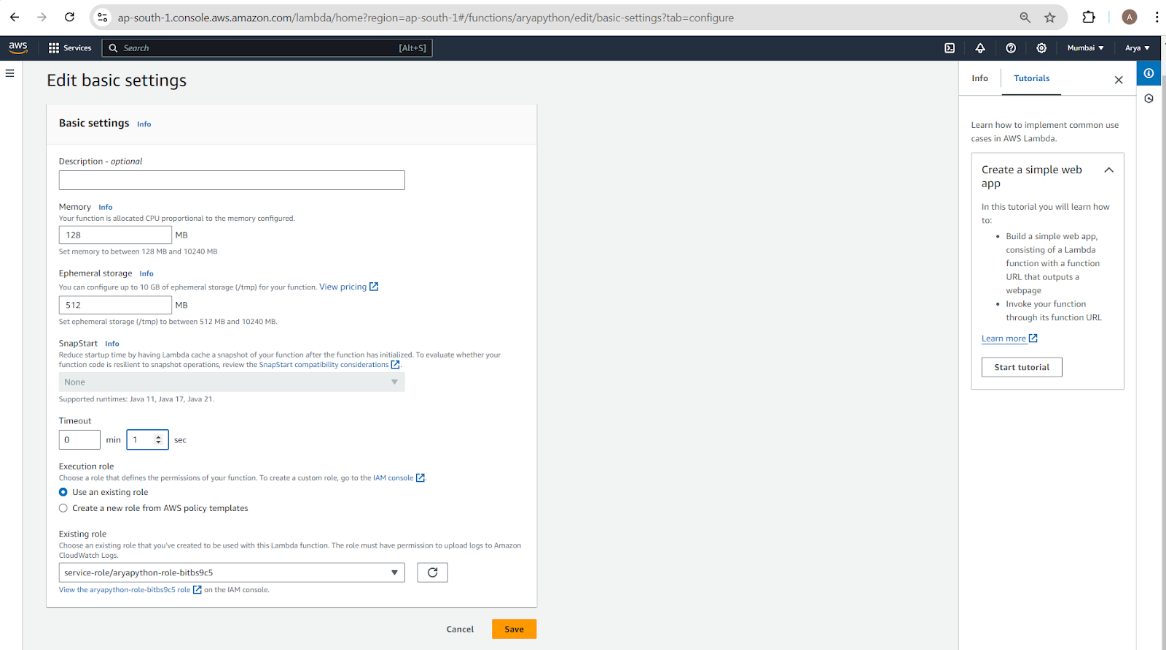 ap-south-1.console.aws.amazon.com/lambda/home?region=ap-south-1#/functions/aryapython/edit/basic-settings?tab=configure
A
aws
Services
Search
[Alt+S]
Mumbai
Arya
Edit basic settings
Basic settings Info
Description - optional
Memory Info
Your function is allocated CPU proportional to the memory configured.
128 MB
Set memory to between 128 MB and 10240 MB
Ephemeral storage Info
You can configure up to 10 GB of ephemeral storage (/tmp) for your function. View pricing
512 MB
Set ephemeral storage (/tmp) to between 512 MB and 10240 MB.
SnapStart Info
Reduce startup time by having Lambda cache a snapshot of your function after the function has initialized. To evaluate whether your
function code is resilient to snapshot operations, review the SnapStart compatibility considerations.
None
Supported runtimes: Java 11, Java 17, Java 21.
Timeout
0 min 1 sec
Execution role
Choose a role that defines the permissions of your function. To create a custom role, go to the IAM console
Use an existing role
Create a new role from AWS policy templates
Existing role
Choose an existing role that you've created to be used with this Lambda function. The role must have permission to upload logs to Amazon
CloudWatch Logs.
service-role/aryapython-role-bitbs9c5
View the aryapython-role-bitbs9c5 role on the IAM console.
Cancel
Save
Info
Tutorials
Learn how to implement common use
cases in AWS Lambda.
Create a simple web
app
In this tutorial you will learn how
to:
• Build a simple web app,
consisting of a Lambda
function with a function
URL that outputs a
webpage
• Invoke your function
through its function URL
Learn more
Start tutorial